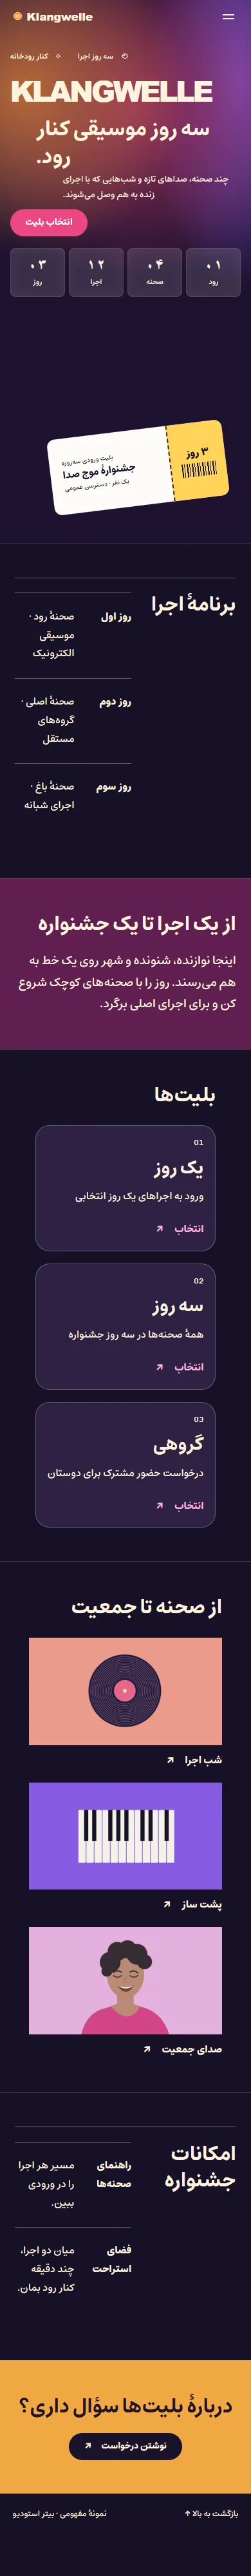 Klangwelle
سه روز اجرا
کنار رودخانه
KLANGWELLE
سه روز موسیقی کنار
رود.
چند صحنه، صداهای تازه و شب‌هایی که با اجرای
زنده به هم وصل می‌شوند.
انتخاب بلیت
۰۱
رود
۰۴
صحنه
۱۲
اجرا
۰۳
روز
۳ روز
بلیت ورودی سه‌روزه
جشنوارهٔ موج صدا
یک نفر · دسترسی عمومی
برنامهٔ اجرا
روز اول
صحنهٔ رود ·
موسیقی
الکترونیک
روز دوم
صحنهٔ اصلی ·
گروه‌های
مستقل
روز سوم
صحنهٔ باغ ·
اجرای شبانه
از یک اجرا تا یک جشنواره
اینجا نوازنده، شنونده و شهر روی یک خط به
هم می‌رسند. روز را با صحنه‌های کوچک شروع
کن و برای اجرای اصلی برگرد.
بلیت‌ها
01
یک روز
ورود به اجراهای یک روز انتخابی
انتخاب ↗
02
سه روز
همهٔ صحنه‌ها در سه روز جشنواره
انتخاب ↗
03
گروهی
درخواست حضور مشترک برای دوستان
انتخاب ↗
از صحنه تا جمعیت
شب اجرا ↗
پشت ساز ↗
صدای جمعیت ↗
امکانات
جشنواره
راهنمای
صحنه‌ها
مسیر هر اجرا
را در ورودی
ببین.
فضای
استراحت
میان دو اجرا،
چند دقیقه
کنار رود بمان.
دربارهٔ بلیت‌ها سؤال داری؟
نوشتن درخواست ↗
بازگشت به بالا ↑
نمونهٔ مفهومی · بیتر استودیو